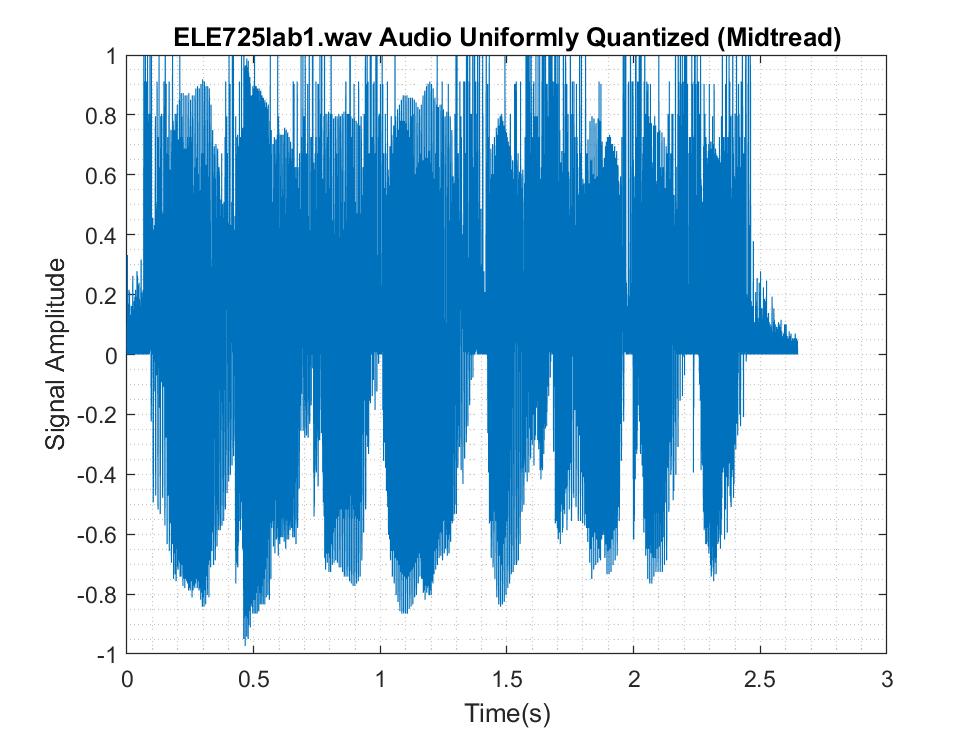 ELE725lab1.wav Audio Uniformly Quantized (Midtread)
1
0.8
0.6
0.4
0.2
0
-0.2
-0.4
-0.6
-0.8
-1
Signal Amplitude
0 0.5 1 1.5 2 2.5 3
Time(s)